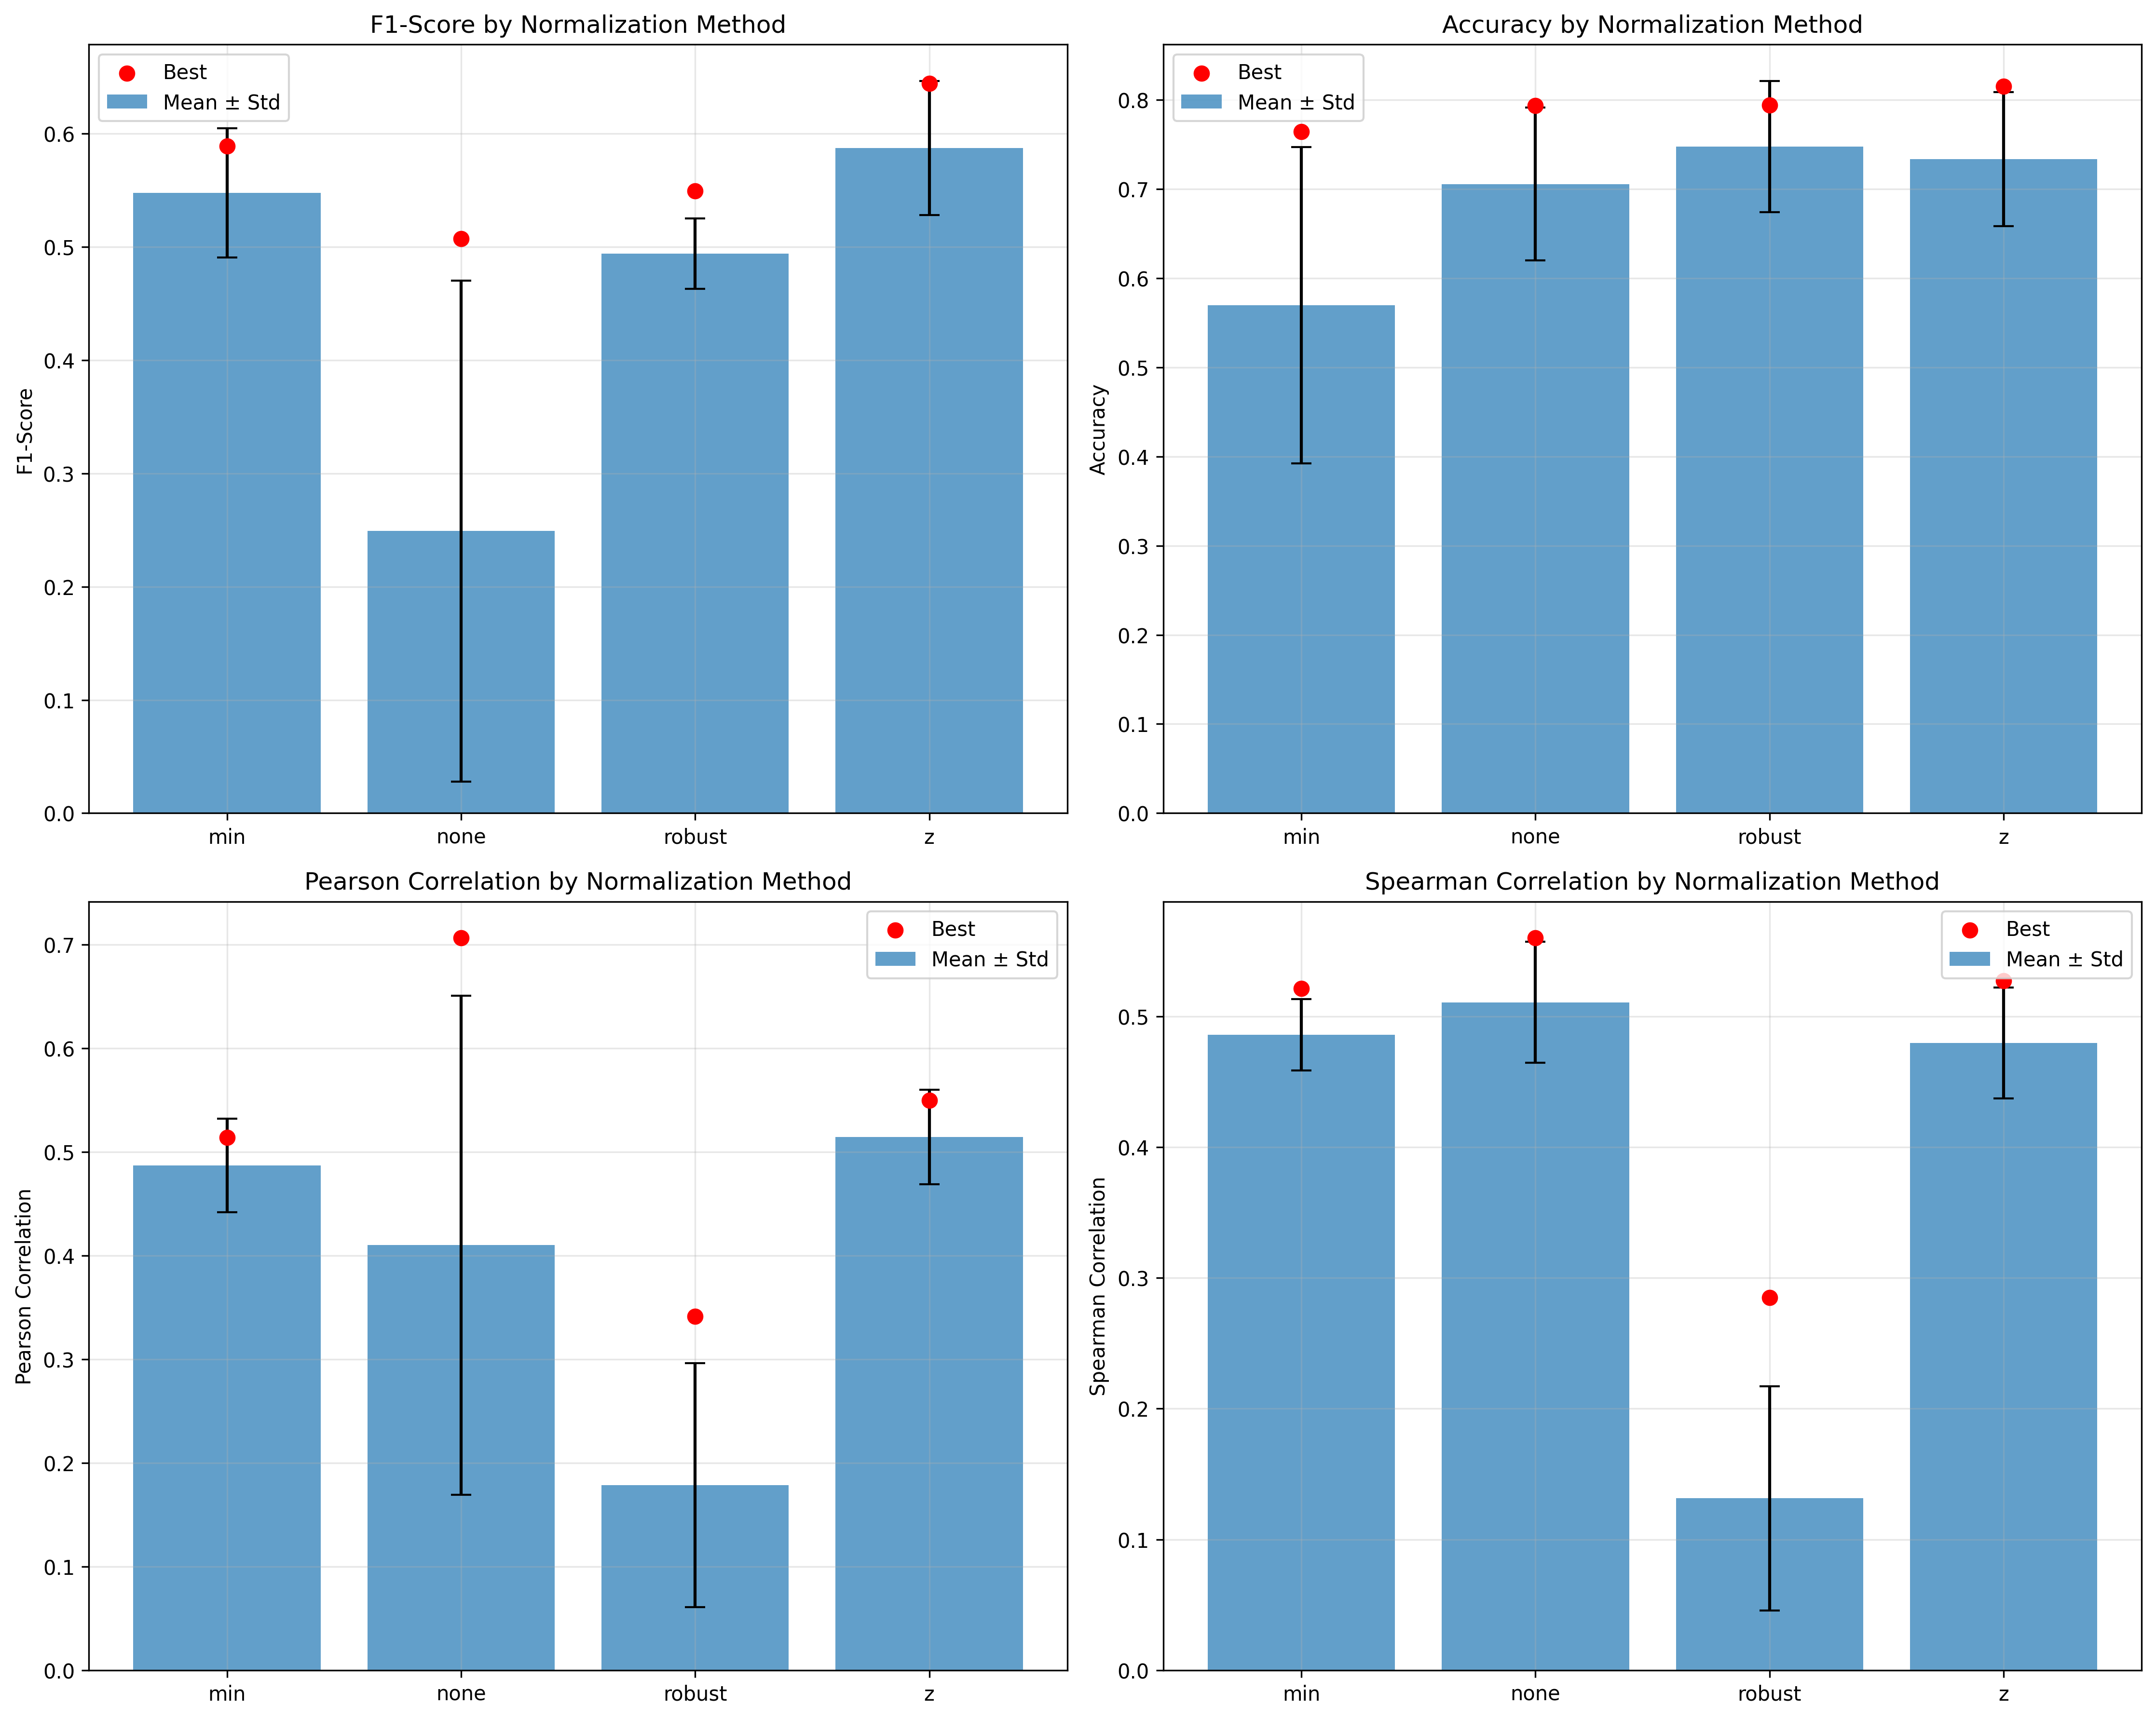 F1-Score by Normalization Method
Best
Mean ± Std
F1-Score
0.6
0.5
0.4
0.3
0.2
0.1
0.0
min none robust z
Accuracy by Normalization Method
Best
Mean ± Std
Accuracy
0.8
0.7
0.6
0.5
0.4
0.3
0.2
0.1
0.0
min none robust z
Pearson Correlation by Normalization Method
Best
Mean ± Std
Pearson Correlation
0.7
0.6
0.5
0.4
0.3
0.2
0.1
0.0
min none robust z
Spearman Correlation by Normalization Method
Best
Mean ± Std
Spearman Correlation
0.5
0.4
0.3
0.2
0.1
0.0
min none robust z